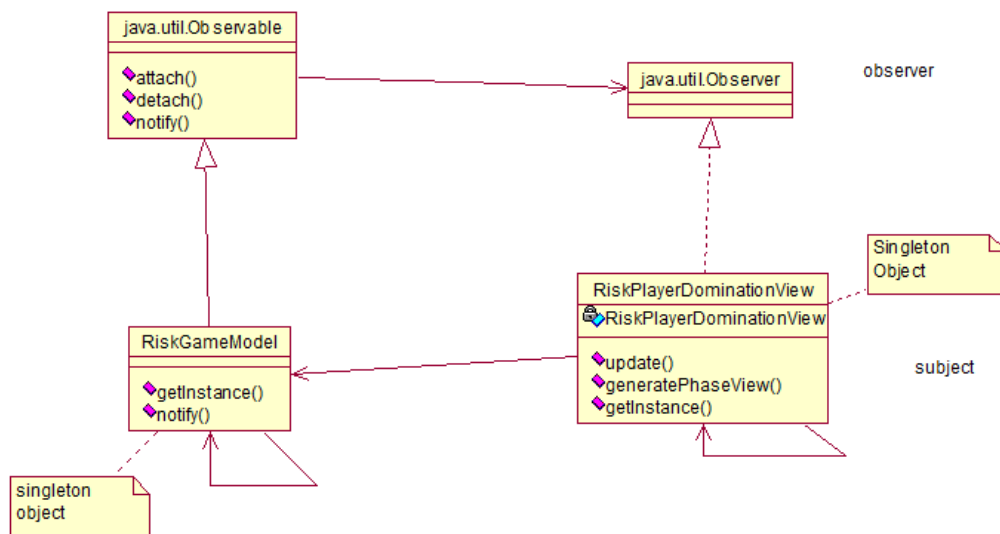 java.util.Observable
attach()
detach()
notify()
java.util.Observer
observer
Singleton
Object
RiskPlayerDominationView
RiskPlayerDominationView
update()
generatePhaseView()
getInstance()
subject
RiskGameModel
getInstance()
notify()
singleton
object